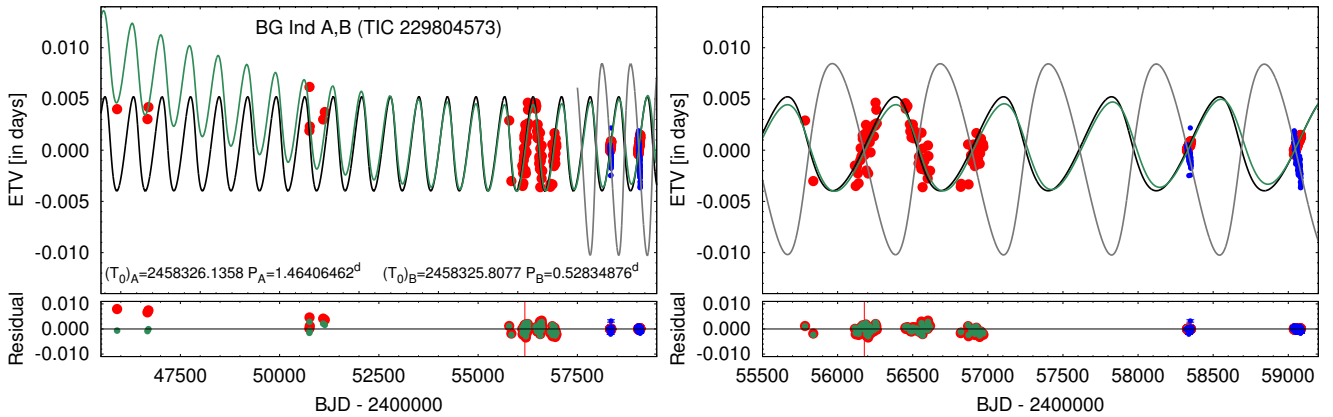 BG Ind A,B (TIC 229804573)
ETV [in days]
0.010
0.005
0.000
-0.005
-0.010
(T0)A=2458326.1358 PA=1.46406462d (T0)B=2458325.8077 PB=0.52834876d
Residual
0.010
0.000
-0.010
47500 50000 52500 55000 57500
BJD - 2400000
ETV [in days]
0.010
0.005
0.000
-0.005
-0.010
Residual
0.010
0.000
-0.010
55500 56000 56500 57000 57500 58000 58500 59000
BJD - 2400000